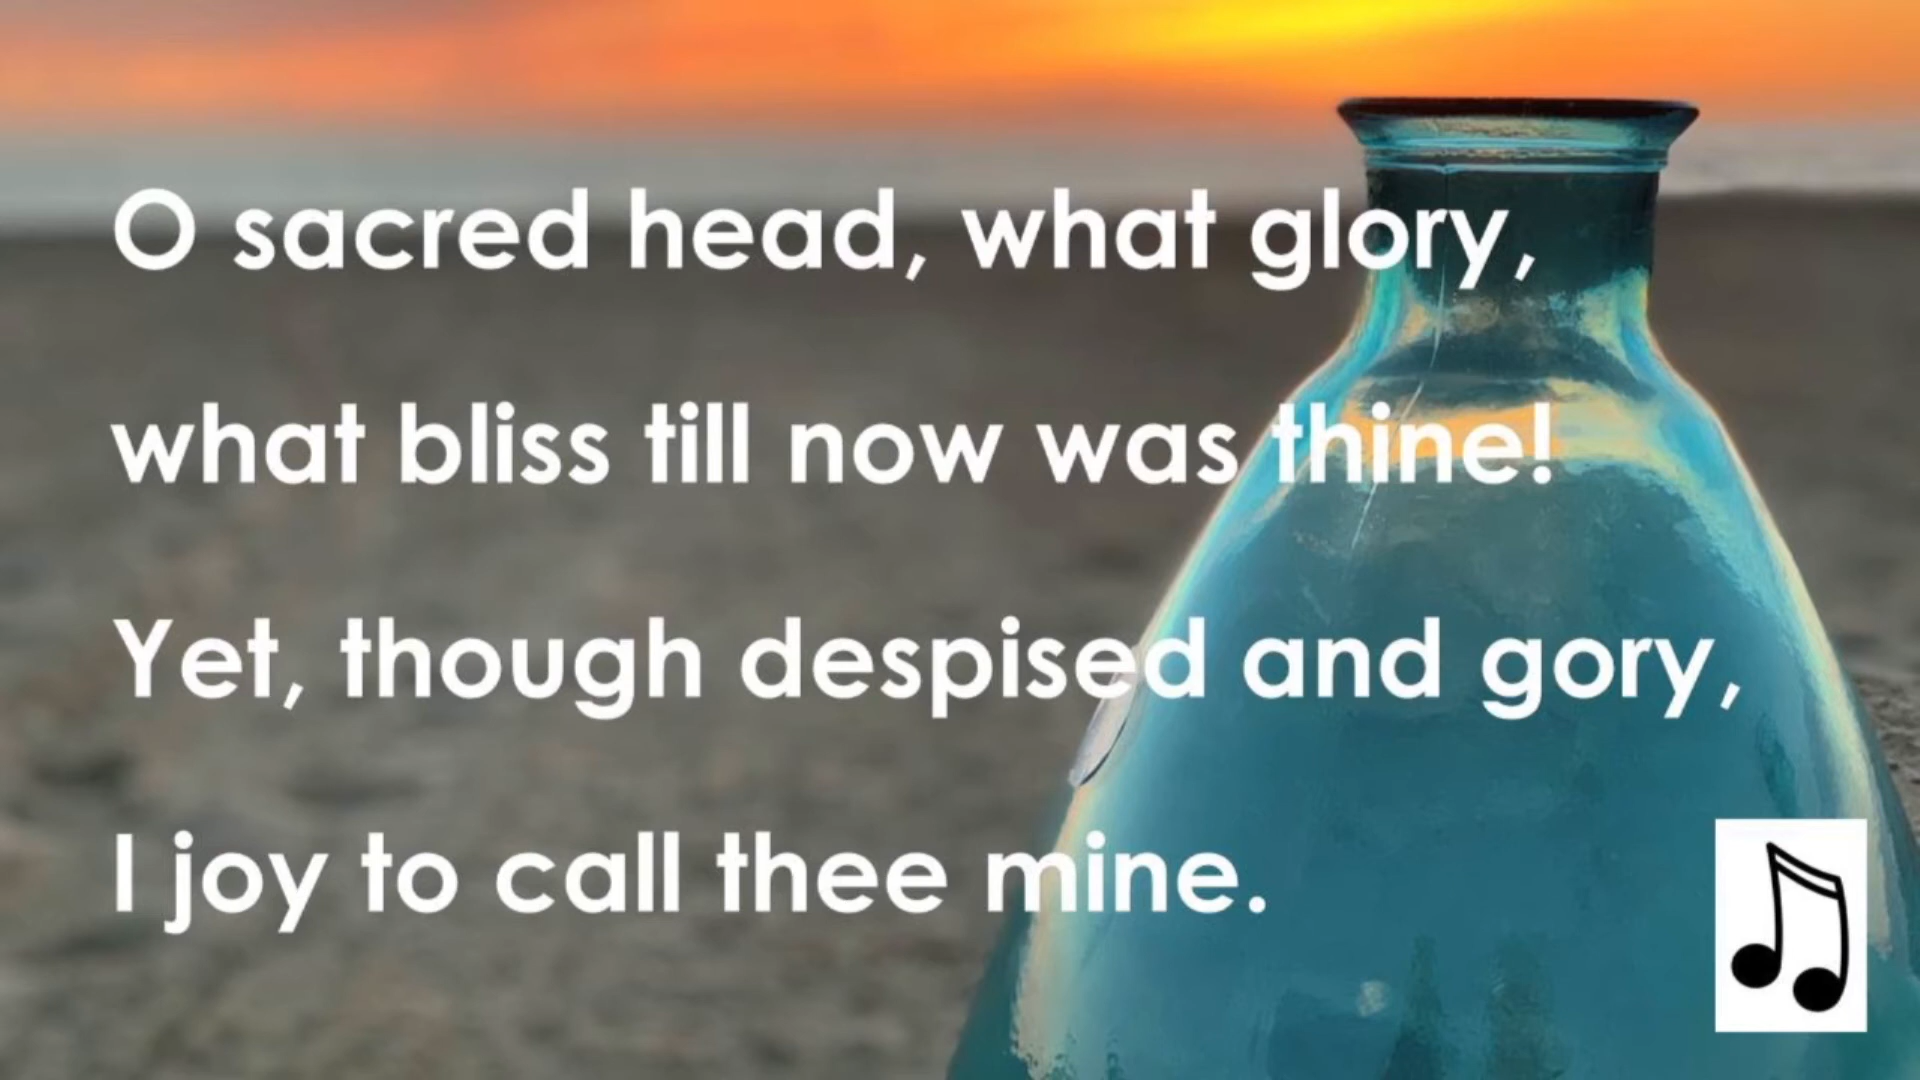 O sacred head, what glory,
what bliss till now was thine!
Yet, though despised and gory,
I joy to call thee mine.